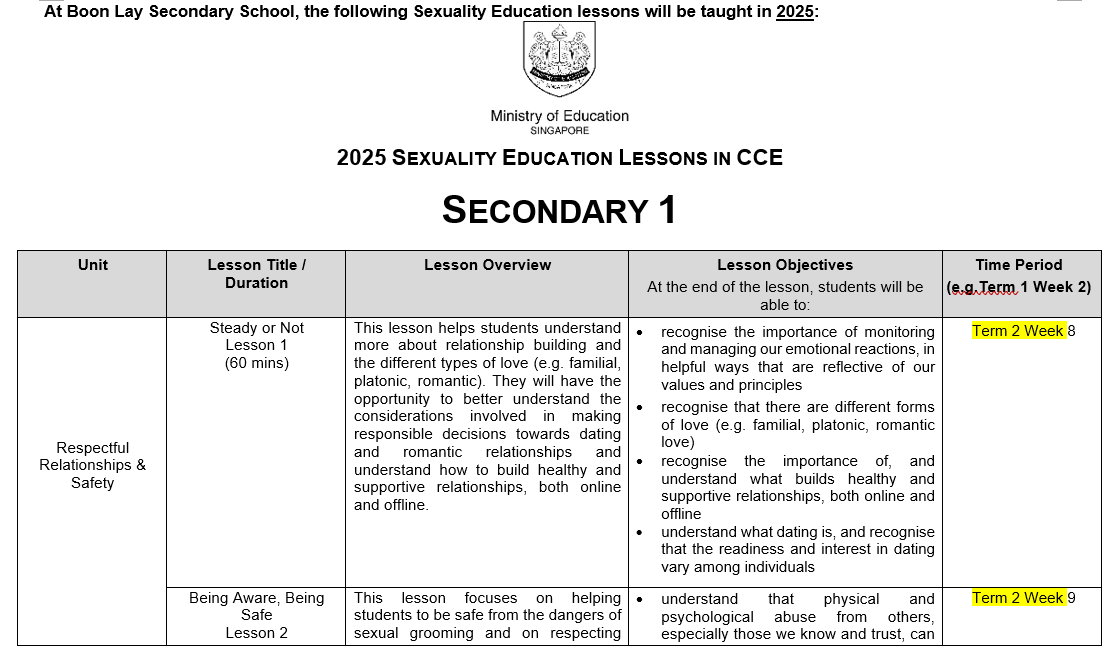 At Boon Lay Secondary School, the following Sexuality Education lessons will be taught in 2025:
Ministry of Education
SINGAPORE
2025 SEXUALITY EDUCATION LESSONS IN CCE
SECONDARY 1
Unit
Lesson Title /
Duration
Lesson Overview
Lesson Objectives
At the end of the lesson, students will be
able to:
Time Period
(e.g.Term 1 Week 2)
Respectful
Relationships &
Safety
Steady or Not
Lesson 1
(60 mins)
This lesson helps students understand
more about relationship building and
the different types of love (e.g. familial,
platonic, romantic). They will have the
opportunity to better understand the
considerations involved in making
responsible decisions towards dating
and romantic relationships and
understand how to build healthy and
supportive relationships, both online
and offline.
• recognise the importance of monitoring
and managing our emotional reactions, in
helpful ways that are reflective of our
values and principles
• recognise that there are different forms
of love (e.g. familial, platonic, romantic
love)
• recognise the importance of, and
understand what builds healthy and
supportive relationships, both online and
offline
• understand what dating is, and recognise
that the readiness and interest in dating
vary among individuals
Term 2 Week 8
Being Aware, Being
Safe
Lesson 2
This lesson focuses on helping
students to be safe from the dangers of
sexual grooming and on respecting
• understand that physical and
psychological abuse from others,
especially those we know and trust, can
Term 2 Week 9